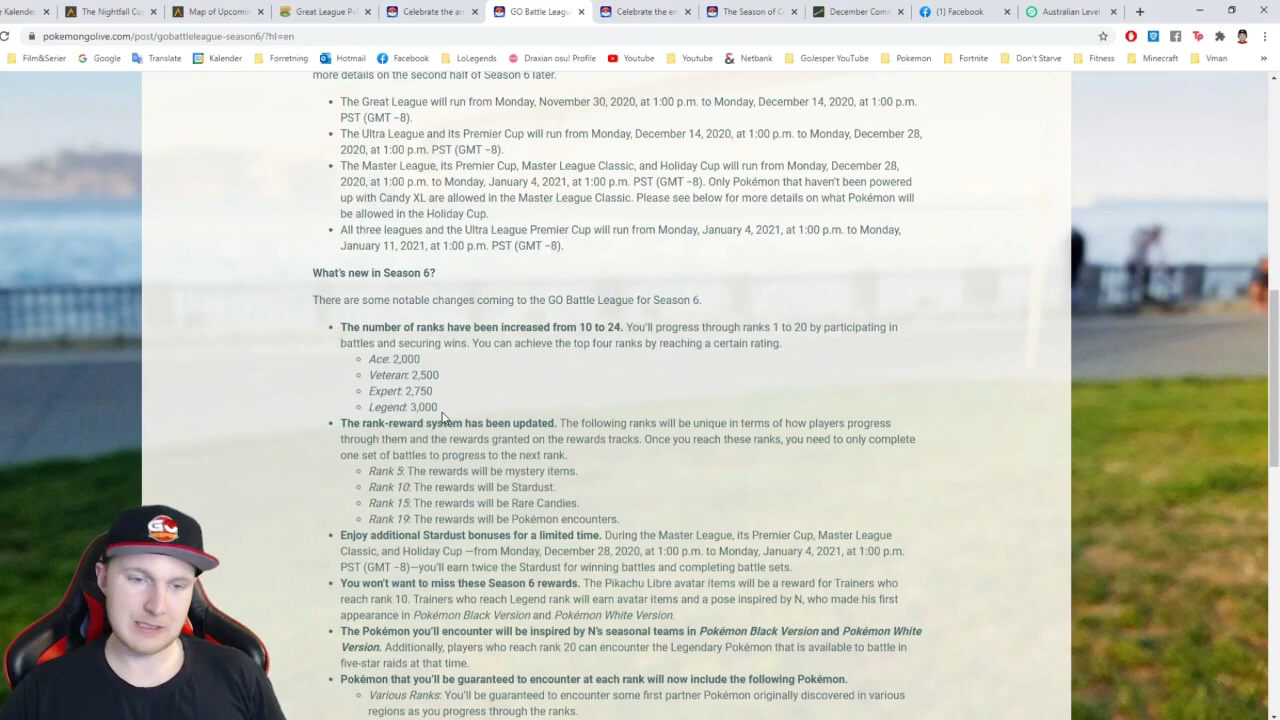 Kalender
The Nightfall Cu
Map of Upcomin
Great League Pv
Celebrate the an
GO Battle League
Celebrate the en
The Season of C
December Com
(1) Facebook
Australian Level
pokemongolive.com/post/gobattleleague-season6/?hl=en
Film&Serier
Google
Translate
Kalender
Forretning
Hotmail
Facebook
LoLegends
Draxian osu! Profile
Youtube
Youtube
Netbank
GoJesper YouTube
Pokemon
Fortnite
Don't Starve
Fitness
Minecraft
Vman
more details on the second half of Season 6 later.
• The Great League will run from Monday, November 30, 2020, at 1:00 p.m. to Monday, December 14, 2020, at 1:00 p.m.
PST (GMT −8).
• The Ultra League and its Premier Cup will run from Monday, December 14, 2020, at 1:00 p.m. to Monday, December 28,
2020, at 1:00 p.m. PST (GMT −8).
• The Master League, its Premier Cup, Master League Classic, and Holiday Cup will run from Monday, December 28,
2020, at 1:00 p.m. to Monday, January 4, 2021, at 1:00 p.m. PST (GMT −8). Only Pokémon that haven't been powered
up with Candy XL are allowed in the Master League Classic. Please see below for more details on what Pokémon will
be allowed in the Holiday Cup.
• All three leagues and the Ultra League Premier Cup will run from Monday, January 4, 2021, at 1:00 p.m. to Monday,
January 11, 2021, at 1:00 p.m. PST (GMT −8).
What's new in Season 6?
There are some notable changes coming to the GO Battle League for Season 6.
• The number of ranks have been increased from 10 to 24. You'll progress through ranks 1 to 20 by participating in
battles and securing wins. You can achieve the top four ranks by reaching a certain rating.
◦ Ace: 2,000
◦ Veteran: 2,500
◦ Expert: 2,750
◦ Legend: 3,000
• The rank-reward system has been updated. The following ranks will be unique in terms of how players progress
through them and the rewards granted on the rewards tracks. Once you reach these ranks, you need to only complete
one set of battles to progress to the next rank.
◦ Rank 5: The rewards will be mystery items.
◦ Rank 10: The rewards will be Stardust.
◦ Rank 15: The rewards will be Rare Candies.
◦ Rank 19: The rewards will be Pokémon encounters.
• Enjoy additional Stardust bonuses for a limited time. During the Master League, its Premier Cup, Master League
Classic, and Holiday Cup —from Monday, December 28, 2020, at 1:00 p.m. to Monday, January 4, 2021, at 1:00 p.m.
PST (GMT −8)—you'll earn twice the Stardust for winning battles and completing battle sets.
• You won't want to miss these Season 6 rewards. The Pikachu Libre avatar items will be a reward for Trainers who
reach rank 10. Trainers who reach Legend rank will earn avatar items and a pose inspired by N, who made his first
appearance in Pokémon Black Version and Pokémon White Version.
• The Pokémon you'll encounter will be inspired by N's seasonal teams in Pokémon Black Version and Pokémon White
Version. Additionally, players who reach rank 20 can encounter the Legendary Pokémon that is available to battle in
five-star raids at that time.
• Pokémon that you'll be guaranteed to encounter at each rank will now include the following Pokémon.
◦ Various Ranks: You'll be guaranteed to encounter some first partner Pokémon originally discovered in various
regions as you progress through the ranks.